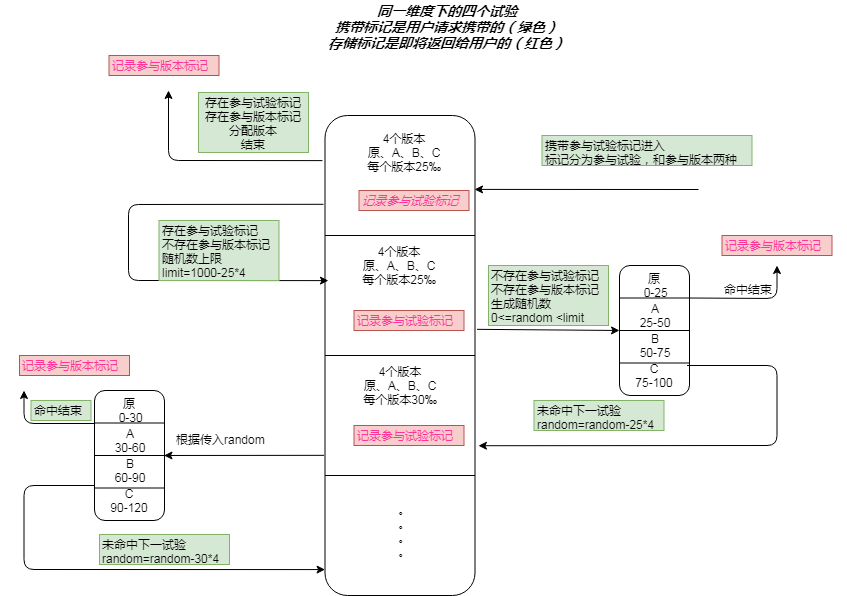 同一维度下的四个试验
携带标记是用户请求携带的（绿色）
存储标记是即将返回给用户的（红色）
记录参与版本标记
存在参与试验标记
存在参与版本标记
分配版本
结束
4个版本
原、A、B、C
每个版本25‰
记录参与试验标记
携带参与试验标记进入
标记分为参与试验，和参与版本两种
存在参与试验标记
不存在参与版本标记
随机数上限
limit=1000-25*4
4个版本
原、A、B、C
每个版本25‰
记录参与试验标记
不存在参与试验标记
不存在参与版本标记
生成随机数
0<=random <limit
记录参与版本标记
命中结束
原
0-25
A
25-50
B
50-75
C
75-100
未命中下一试验
random=random-25*4
4个版本
原、A、B、C
每个版本30‰
记录参与试验标记
根据传入random
记录参与版本标记
命中结束
原
0-30
A
30-60
B
60-90
C
90-120
未命中下一试验
random=random-30*4
。
。
。
。